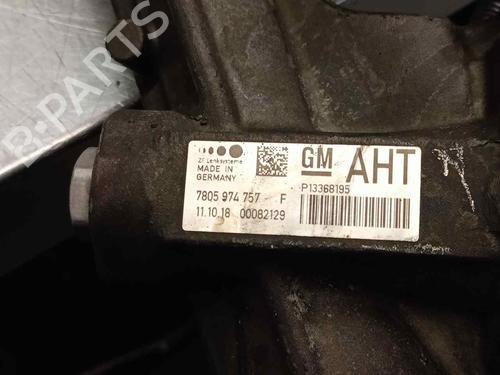 ZF Lenksysteme
MADE IN
GERMANY
GM AHT
P13368195
7805 974 757 F
11.10.18 00082129
R-PARTS